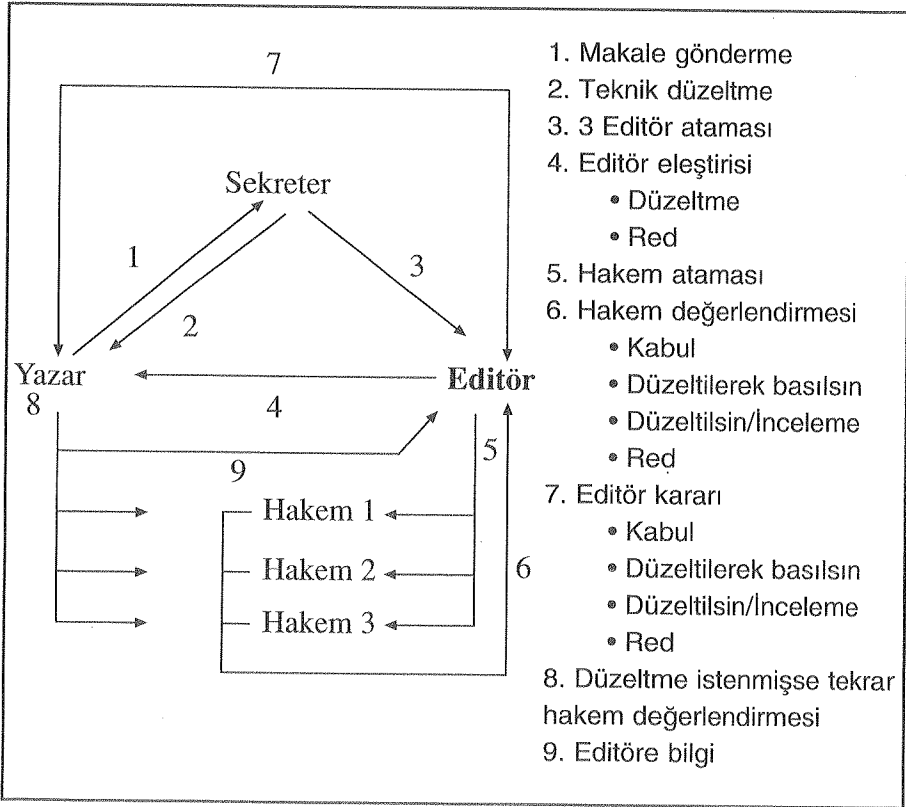 7
Sekreter
1
3
2
Yazar
Editör
8
4
5
9
Hakem 1
Hakem 2
6
Hakem 3
1. Makale gönderme
2. Teknik düzeltme
3. 3 Editör ataması
4. Editör eleştirisi
• Düzeltme
• Red
5. Hakem ataması
6. Hakem değerlendirmesi
• Kabul
• Düzeltilerek basılsın
• Düzeltilsin/İnceleme
• Red
7. Editör kararı
• Kabul
• Düzeltilerek basılsın
• Düzeltilsin/İnceleme
• Red
8. Düzeltme istenmişse tekrar
hakem değerlendirmesi
9. Editöre bilgi